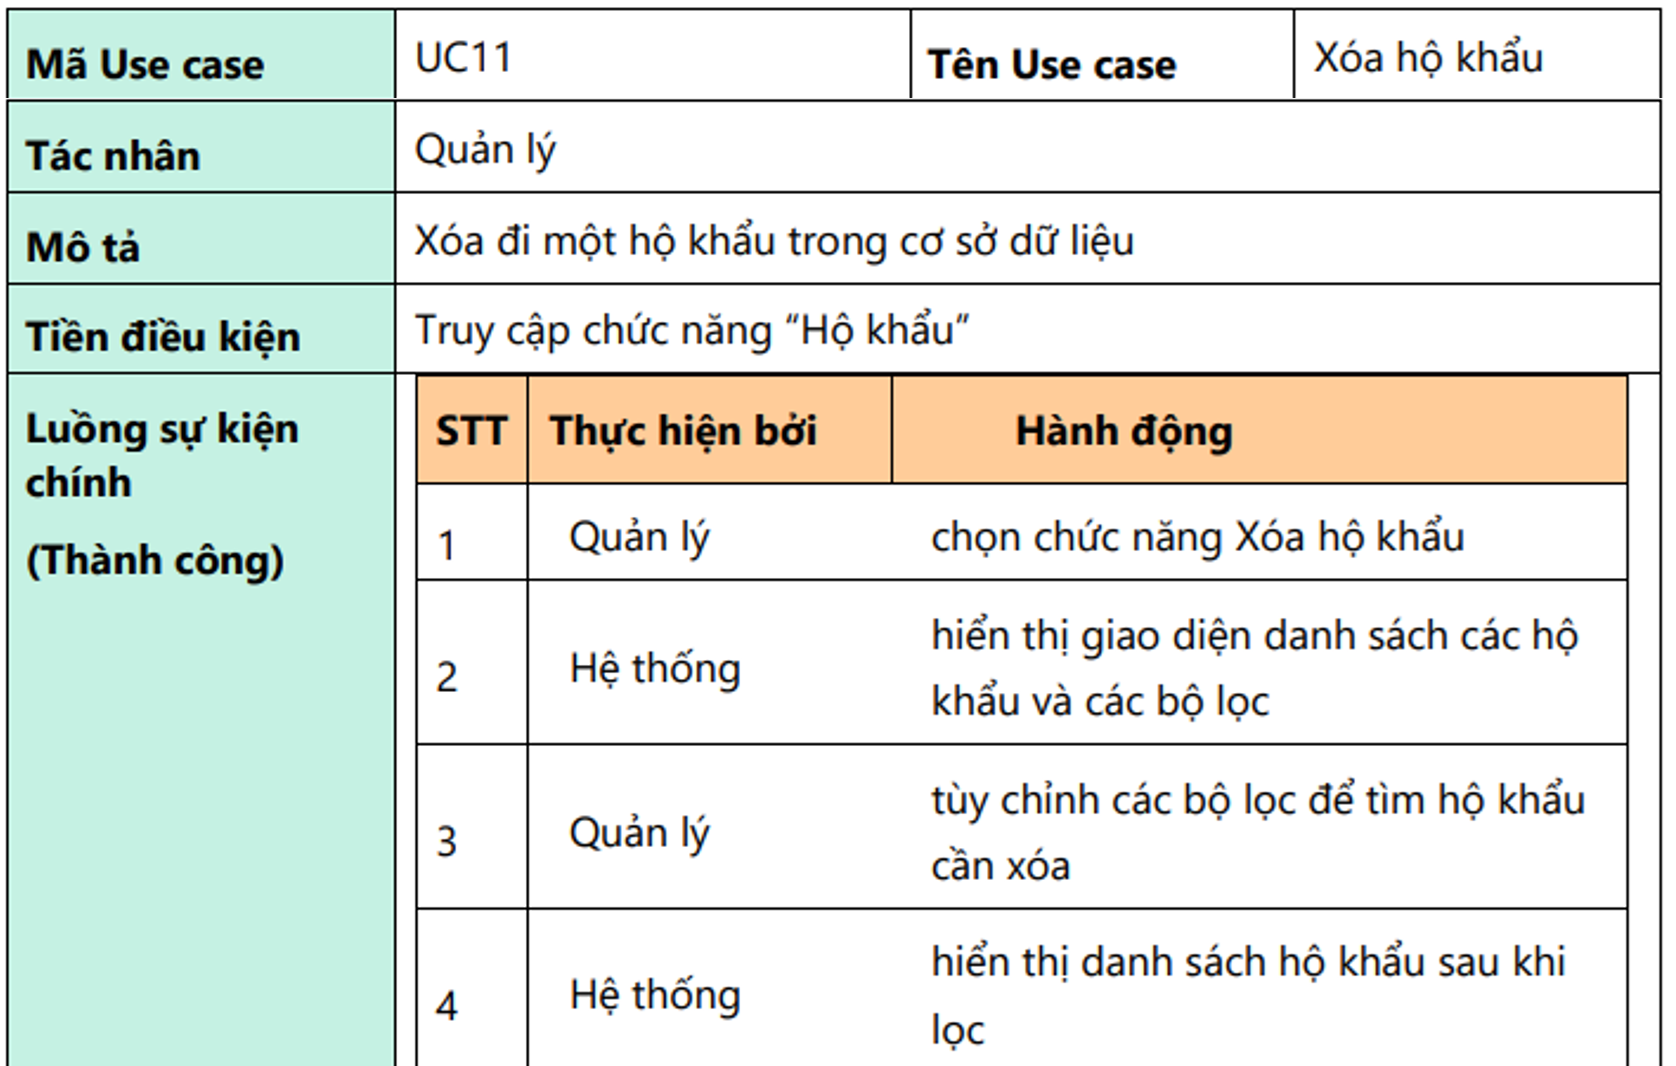 Mã Use case UC11 Tên Use case Xóa hộ khẩu
Tác nhân Quản lý
Mô tả Xóa đi một hộ khẩu trong cơ sở dữ liệu
Tiền điều kiện Truy cập chức năng “Hộ khẩu”
Luồng sự kiện
chính
(Thành công)
STT Thực hiện bởi Hành động
1 Quản lý chọn chức năng Xóa hộ khẩu
2 Hệ thống hiển thị giao diện danh sách các hộ
khẩu và các bộ lọc
3 Quản lý tùy chỉnh các bộ lọc để tìm hộ khẩu
cần xóa
4 Hệ thống hiển thị danh sách hộ khẩu sau khi
lọc